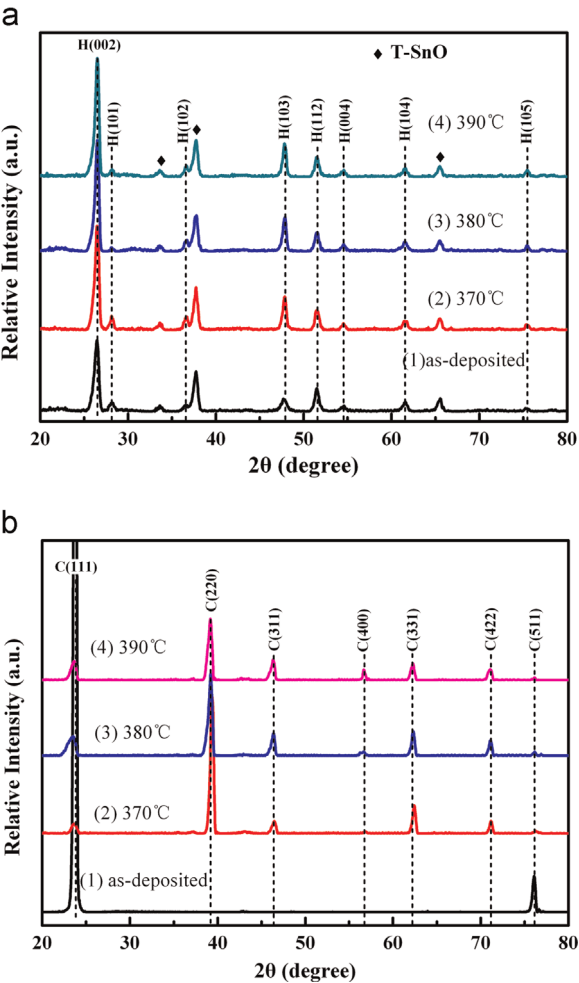 a
H(002)
♦ T-SnO
H(101)
H(102)
H(103)
H(112)
H(004)
H(104)
H(105)
(4) 390℃
(3) 380℃
(2) 370℃
(1)as-deposited
Relative Intensity (a.u.)
20 30 40 50 60 70 80
2θ (degree)
b
C(111)
C(220)
C(311)
C(400)
C(331)
C(422)
C(511)
(4) 390℃
(3) 380℃
(2) 370℃
(1) as-deposited
Relative Intensity (a.u.)
20 30 40 50 60 70 80
2θ (degree)